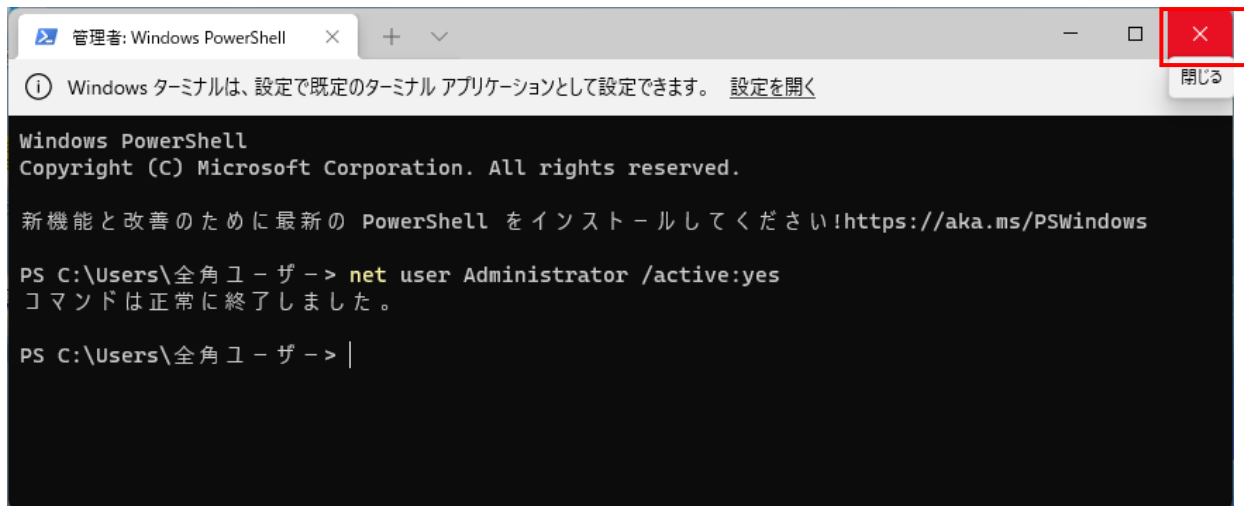 管理者: Windows PowerShell
閉じる
Windows ターミナルは、設定で既定のターミナル アプリケーションとして設定できます。 設定を開く
Windows PowerShell
Copyright (C) Microsoft Corporation. All rights reserved.
新機能と改善のために最新の PowerShell をインストールしてください!https://aka.ms/PSWindows
PS C:\Users\全角ユーザー> net user Administrator /active:yes
コマンドは正常に終了しました。
PS C:\Users\全角ユーザー>